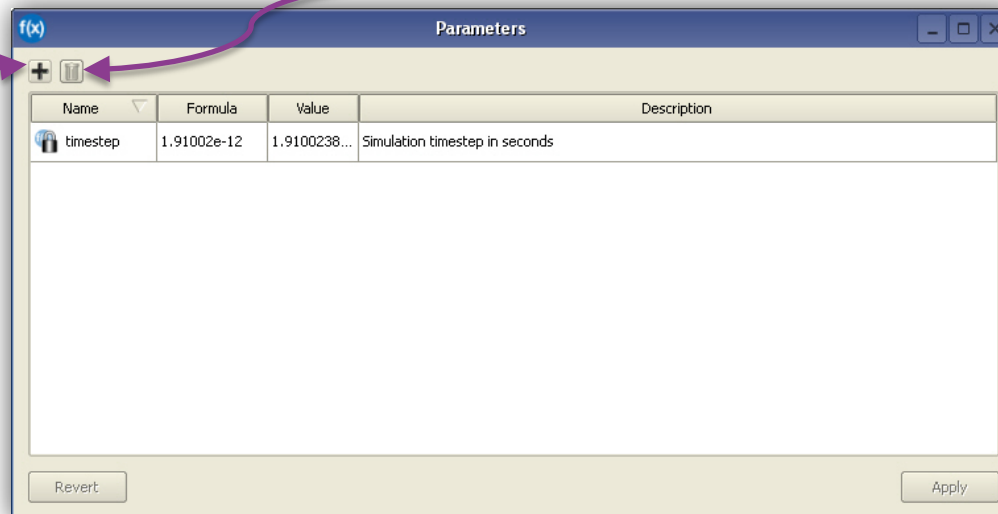 f(x) Parameters
Name Formula Value Description
timestep 1.91002e-12 1.9100238... Simulation timestep in seconds
Revert Apply